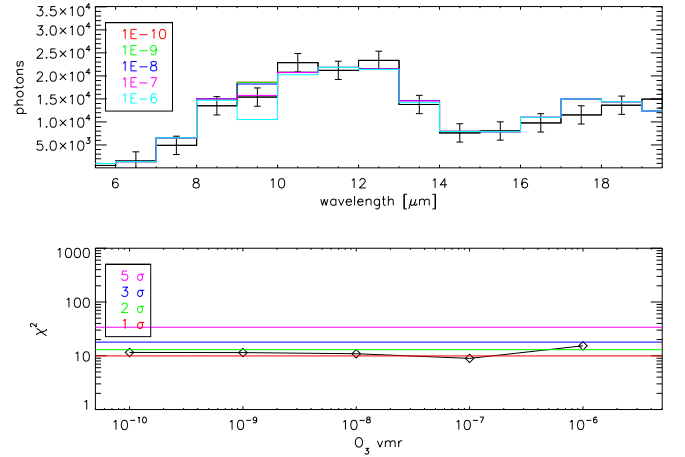 3.5×10⁴
3.0×10⁴
2.5×10⁴
2.0×10⁴
1.5×10⁴
1.0×10⁴
5.0×10³
photons
1E-10
1E-9
1E-8
1E-7
1E-6
6 8 10 12 14 16 18
wavelength [μm]
1000
100
10
1
χ²
5 σ
3 σ
2 σ
1 σ
10⁻¹⁰ 10⁻⁹ 10⁻⁸ 10⁻⁷ 10⁻⁶
O₃ vmr